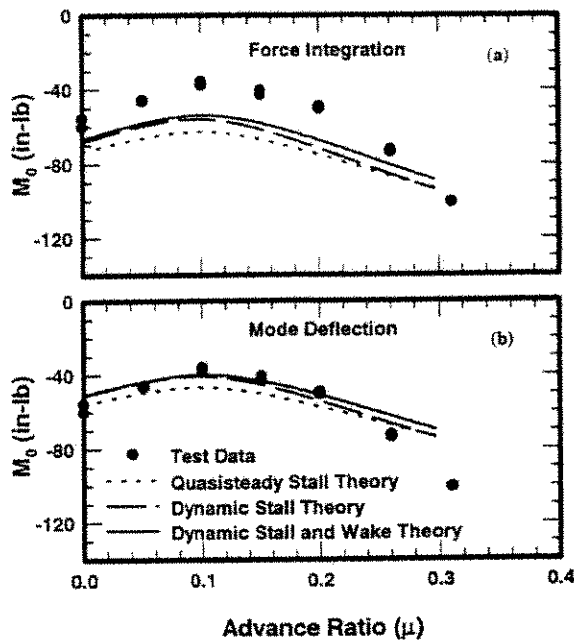 0
Force Integration
(a)
-40
M₀ (in-lb)
-80
-120
0
Mode Deflection
(b)
-40
M₀ (in-lb)
-80
Test Data
Quasisteady Stall Theory
-120
Dynamic Stall Theory
Dynamic Stall and Wake Theory
0.0 0.1 0.2 0.3 0.4
Advance Ratio (μ)